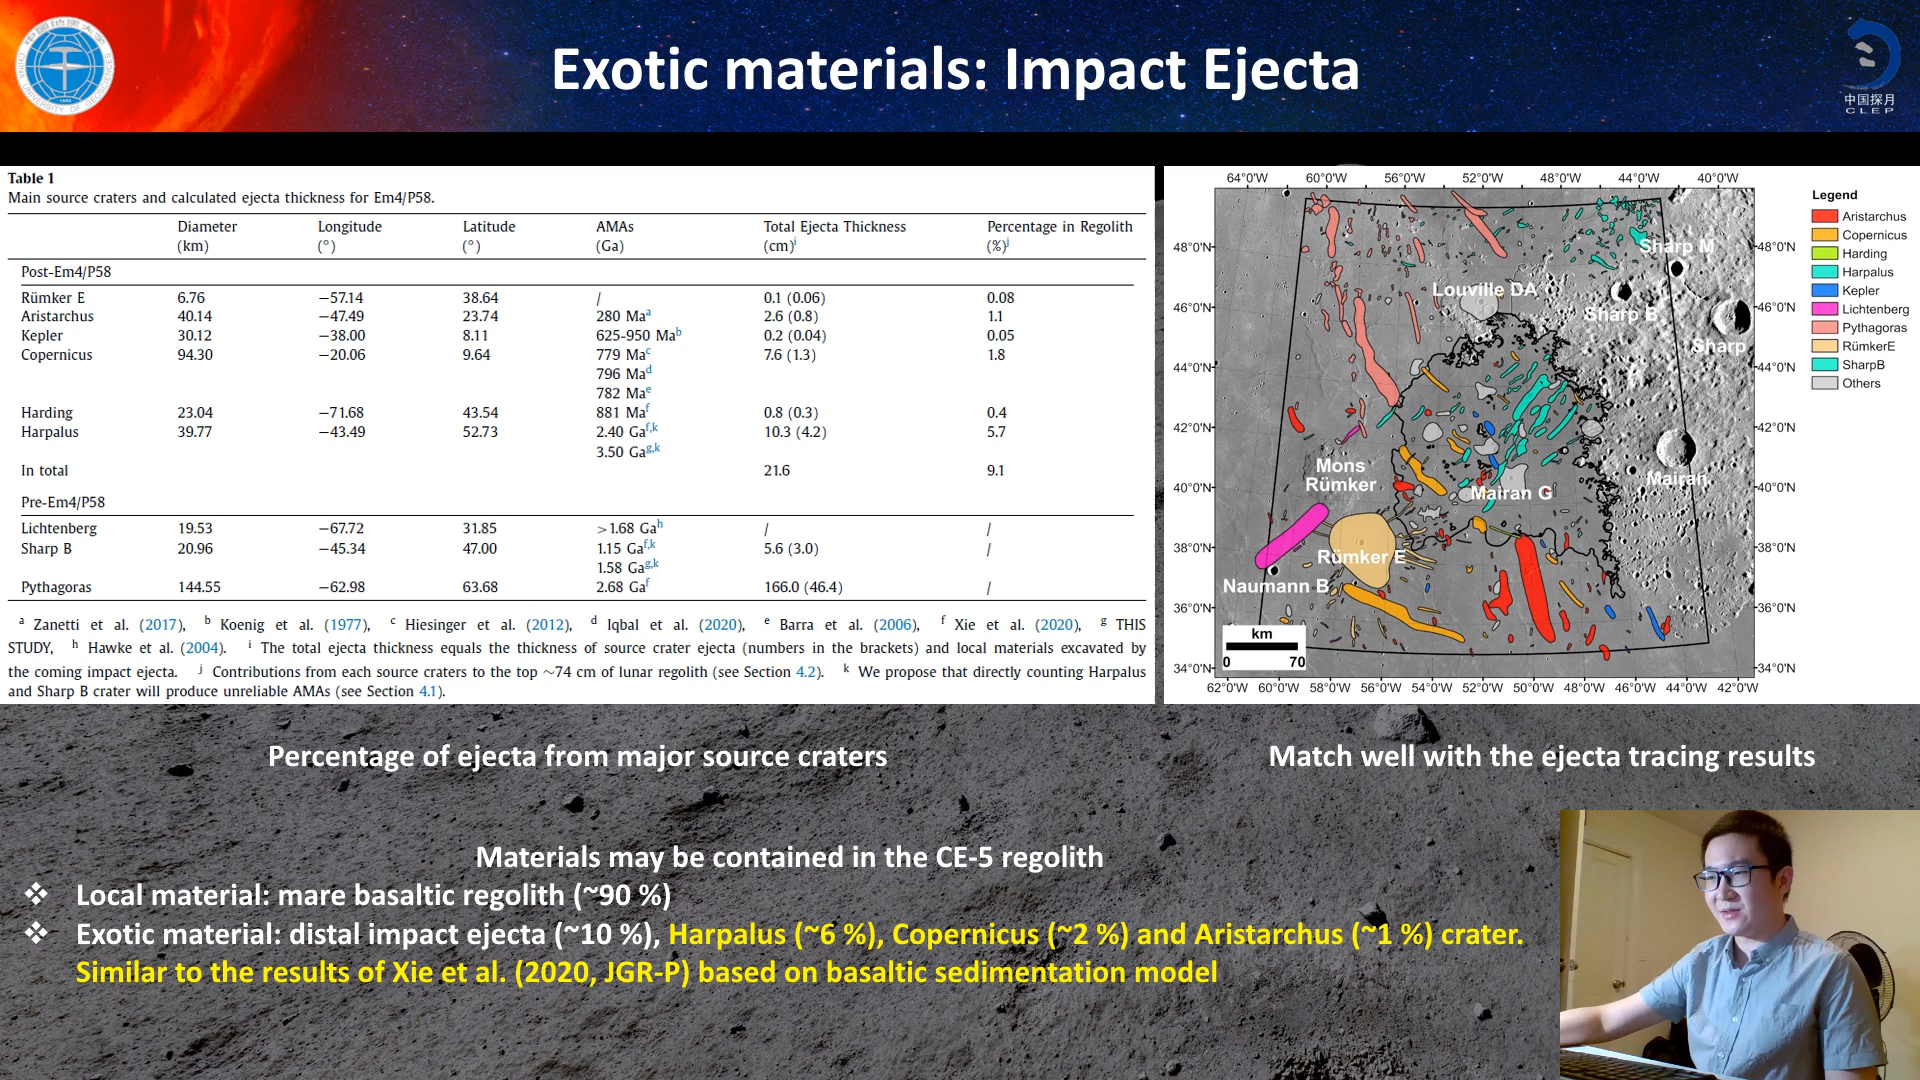 Exotic materials: Impact Ejecta
中国探月
CLEP
Table 1
Main source craters and calculated ejecta thickness for Em4/P58.
Diameter (km) Longitude (°) Latitude (°) AMAs (Ga) Total Ejecta Thickness (cm)i Percentage in Regolith (%)j
Post-Em4/P58
Rümker E 6.76 −57.14 38.64 / 0.1 (0.06) 0.08
Aristarchus 40.14 −47.49 23.74 280 Maa 2.6 (0.8) 1.1
Kepler 30.12 −38.00 8.11 625-950 Mab 0.2 (0.04) 0.05
Copernicus 94.30 −20.06 9.64 779 Mac 7.6 (1.3) 1.8
796 Mad
782 Mae
Harding 23.04 −71.68 43.54 881 Maf 0.8 (0.3) 0.4
Harpalus 39.77 −43.49 52.73 2.40 Gaf,k 10.3 (4.2) 5.7
3.50 Gag,k
In total 21.6 9.1
Pre-Em4/P58
Lichtenberg 19.53 −67.72 31.85 >1.68 Gah / /
Sharp B 20.96 −45.34 47.00 1.15 Gaf,k 5.6 (3.0) /
1.58 Gag,k
Pythagoras 144.55 −62.98 63.68 2.68 Gaf 166.0 (46.4) /
a Zanetti et al. (2017), b Koenig et al. (1977), c Hiesinger et al. (2012), d Iqbal et al. (2020), e Barra et al. (2006), f Xie et al. (2020), g THIS
STUDY, h Hawke et al. (2004). i The total ejecta thickness equals the thickness of source crater ejecta (numbers in the brackets) and local materials excavated by
the coming impact ejecta. j Contributions from each source craters to the top ∼74 cm of lunar regolith (see Section 4.2). k We propose that directly counting Harpalus
and Sharp B crater will produce unreliable AMAs (see Section 4.1).
64°0'W 60°0'W 56°0'W 52°0'W 48°0'W 44°0'W 40°0'W
48°0'N 48°0'N
46°0'N 46°0'N
44°0'N 44°0'N
42°0'N 42°0'N
40°0'N 40°0'N
38°0'N 38°0'N
36°0'N 36°0'N
34°0'N 34°0'N
62°0'W 60°0'W 58°0'W 56°0'W 54°0'W 52°0'W 50°0'W 48°0'W 46°0'W 44°0'W 42°0'W
Sharp M
Louville DA
Sharp B
Sharp
Mons
Rümker
Mairan G
Mairan
Rümker E
Naumann B
km
0 70
Legend
Aristarchus
Copernicus
Harding
Harpalus
Kepler
Lichtenberg
Pythagoras
RümkerE
SharpB
Others
Percentage of ejecta from major source craters
Match well with the ejecta tracing results
Materials may be contained in the CE-5 regolith
❖ Local material: mare basaltic regolith (~90 %)
❖ Exotic material: distal impact ejecta (~10 %), Harpalus (~6 %), Copernicus (~2 %) and Aristarchus (~1 %) crater.
Similar to the results of Xie et al. (2020, JGR-P) based on basaltic sedimentation model